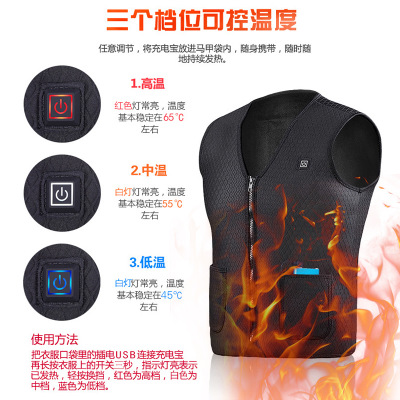 三个档位可控温度
任意调节，将充电宝放进马甲袋内，随身携带，随时随
地持续发热。
1.高温
红色灯常亮，温度
基本稳定在65℃
左右
2.中温
白灯灯常亮，温度
基本稳定在55℃
左右
3.低温
白灯灯常亮，温度
基本稳定在45℃
左右
使用方法
把衣服口袋里的插电USB连接充电宝
再长按衣服上的开关三秒，指示灯亮表示
已发热，轻按换挡，红色为高档，白色为
中档，蓝色为低档。